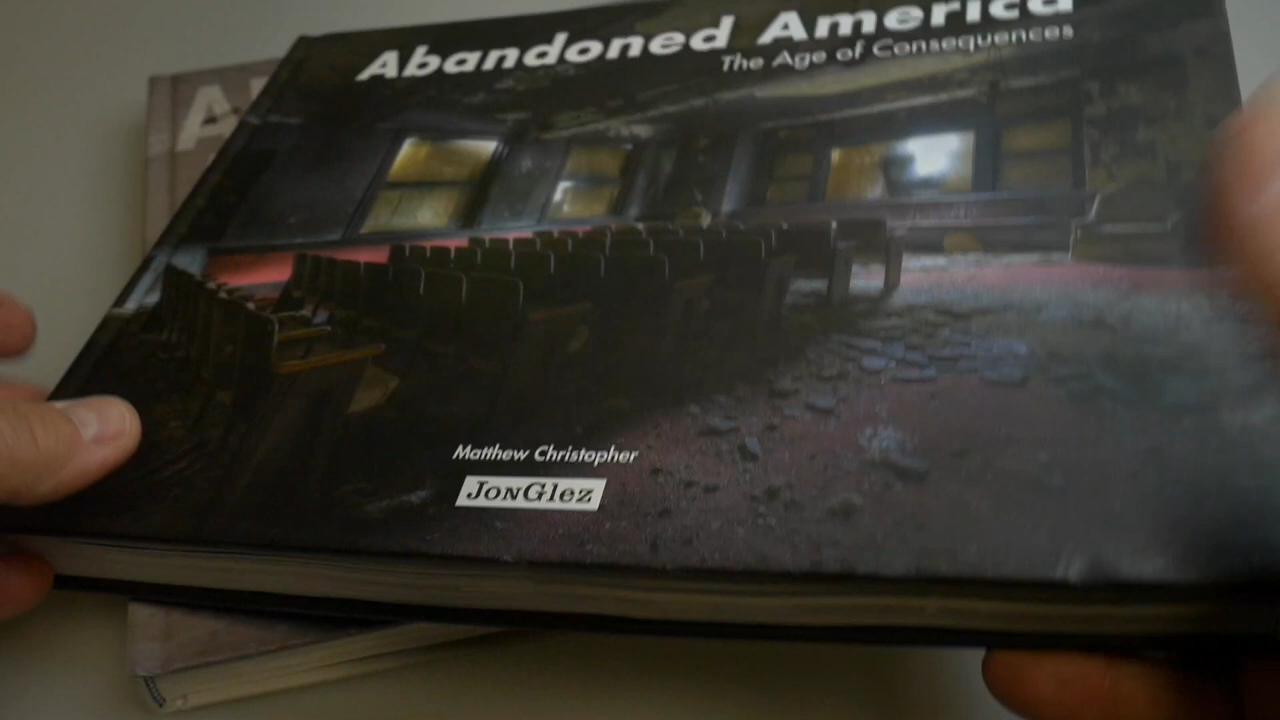 Abandoned America
The Age of Consequences
Matthew Christopher
JonGlez
A